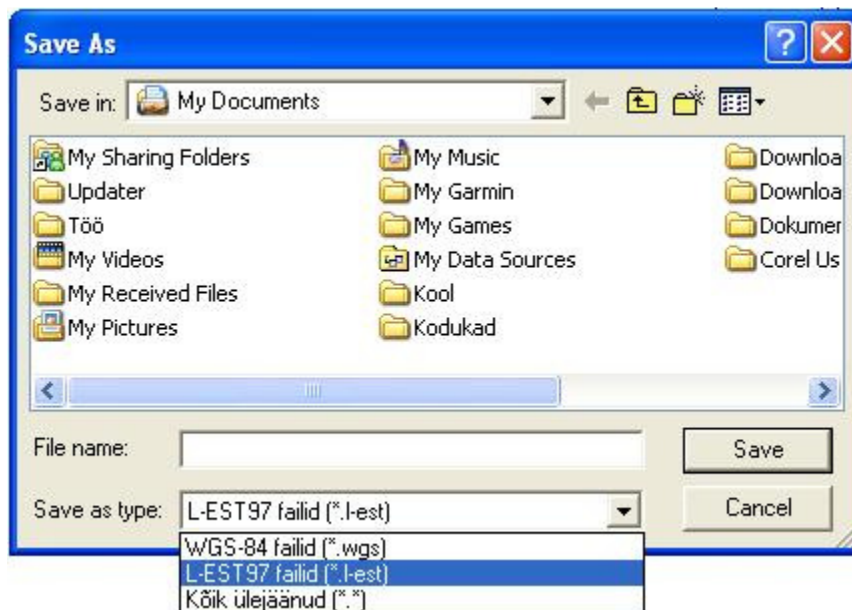 Save As
Save in: My Documents
My Sharing Folders
Updater
Töö
My Videos
My Received Files
My Pictures
My Music
My Garmin
My Games
My Data Sources
Kool
Kodukad
Downloa
Downloa
Dokumer
Corel Us
File name:
Save
Save as type: L-EST97 failid (*.l-est)
Cancel
WGS-84 failid (*.wgs)
L-EST97 failid (*.l-est)
Kõik ülejäänud (*.*)